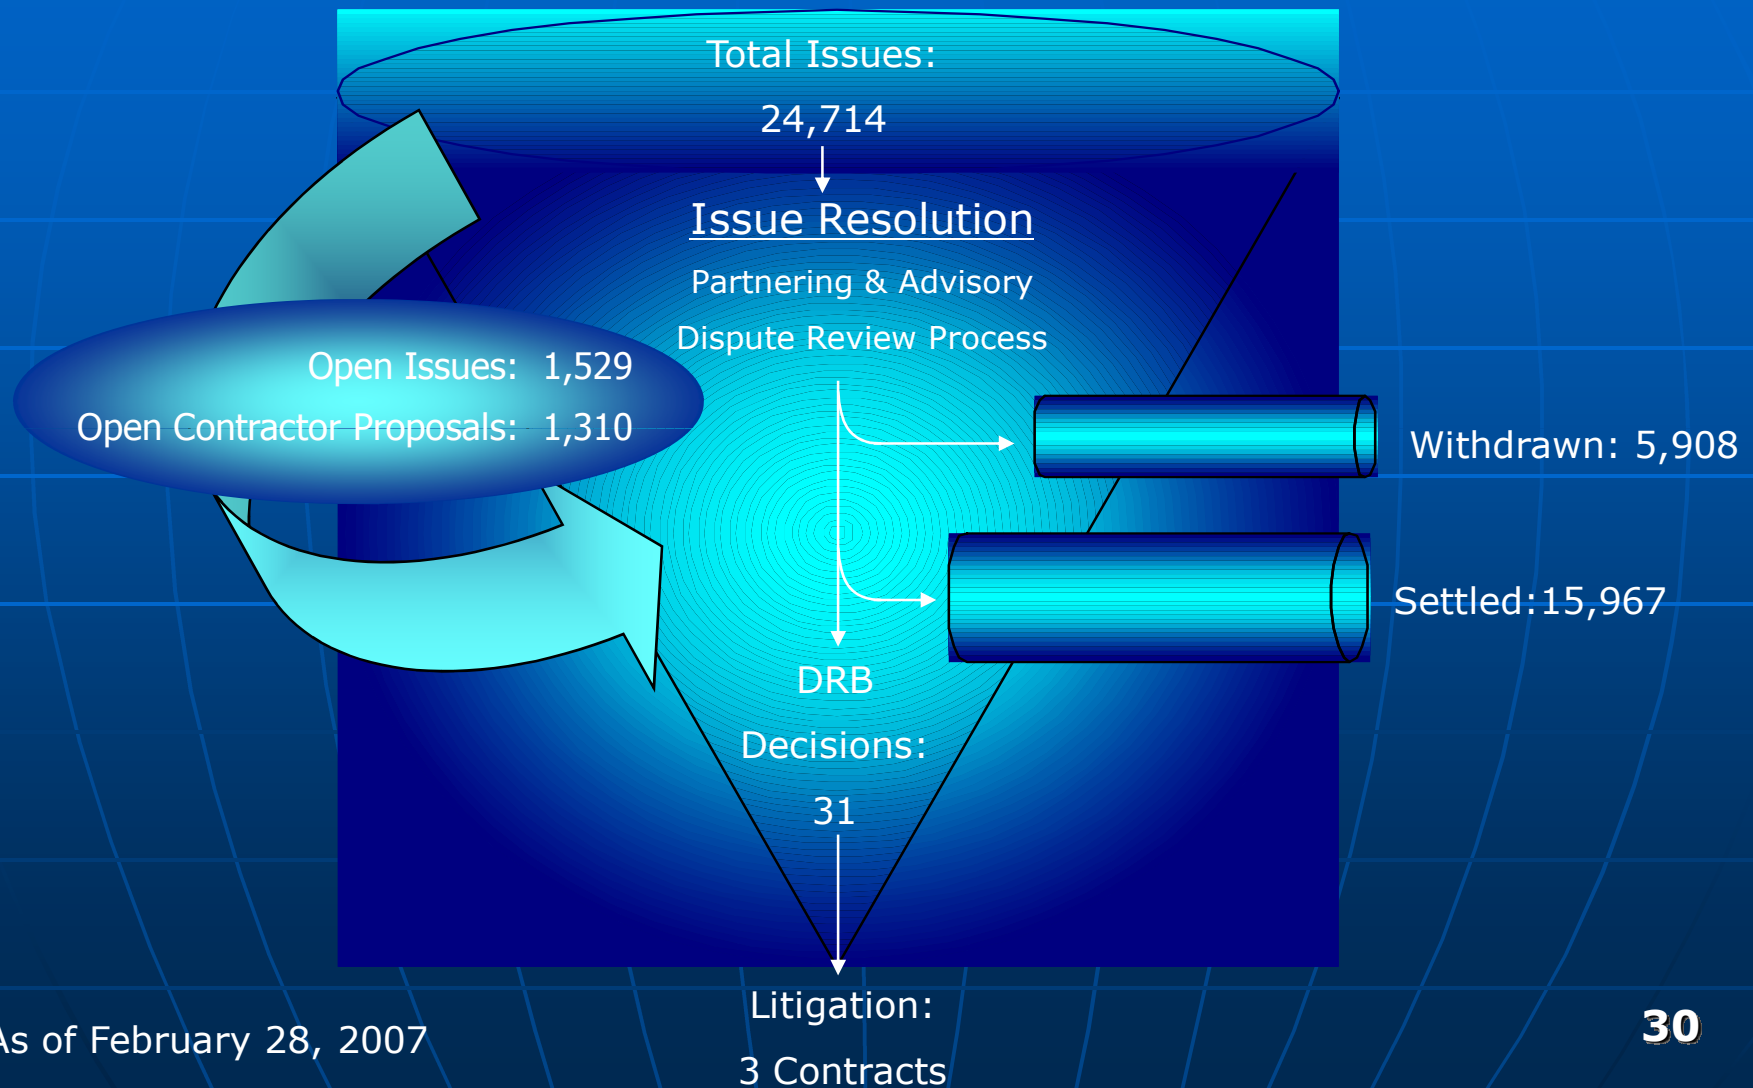 Total Issues:
24,714
Issue Resolution
Partnering & Advisory
Dispute Review Process
Open Issues: 1,529
Open Contractor Proposals: 1,310
Withdrawn: 5,908
Settled:15,967
DRB
Decisions:
31
Litigation:
3 Contracts
As of February 28, 2007
30